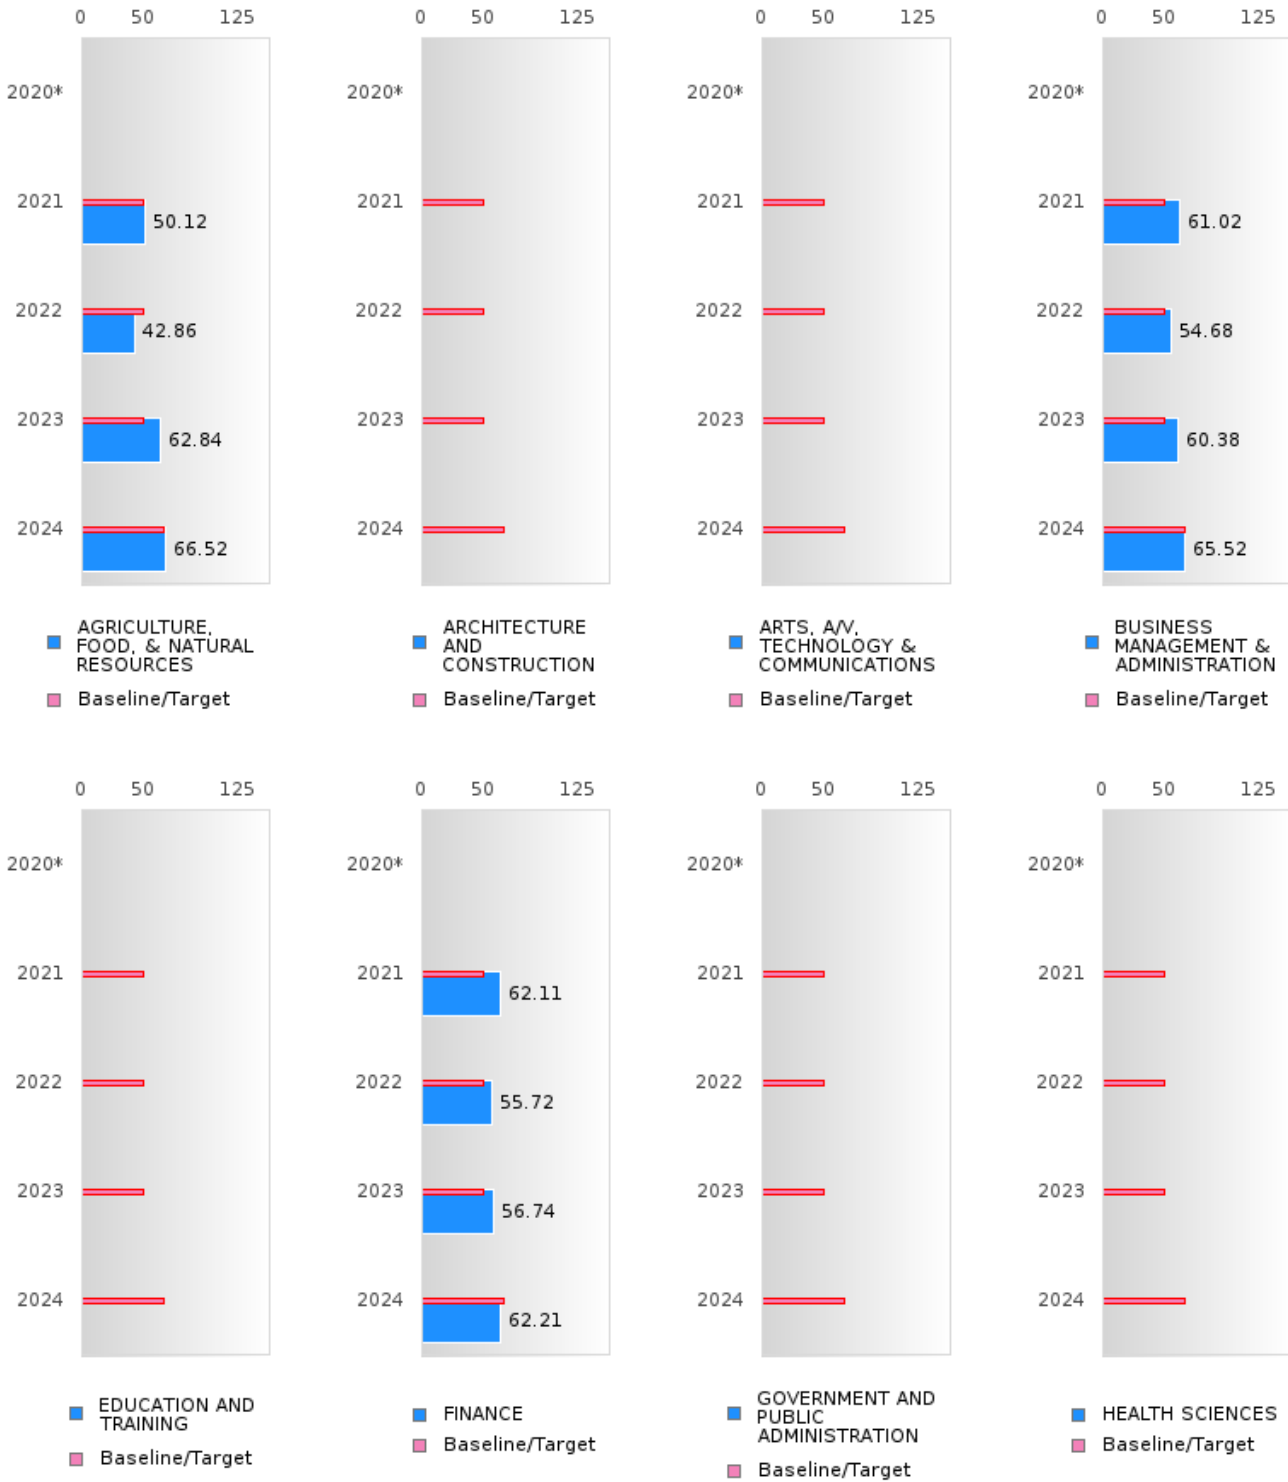 0 50 125
2020*
2021
50.12
2022
42.86
2023
62.84
2024
66.52
AGRICULTURE,
FOOD, & NATURAL
RESOURCES
Baseline/Target
0 50 125
2020*
2021
2022
2023
2024
ARCHITECTURE
AND
CONSTRUCTION
Baseline/Target
0 50 125
2020*
2021
2022
2023
2024
ARTS, A/V,
TECHNOLOGY &
COMMUNICATIONS
Baseline/Target
0 50 125
2020*
2021
61.02
2022
54.68
2023
60.38
2024
65.52
BUSINESS
MANAGEMENT &
ADMINISTRATION
Baseline/Target
0 50 125
2020*
2021
2022
2023
2024
EDUCATION AND
TRAINING
Baseline/Target
0 50 125
2020*
2021
62.11
2022
55.72
2023
56.74
2024
62.21
FINANCE
Baseline/Target
0 50 125
2020*
2021
2022
2023
2024
GOVERNMENT AND
PUBLIC
ADMINISTRATION
Baseline/Target
0 50 125
2020*
2021
2022
2023
2024
HEALTH SCIENCES
Baseline/Target